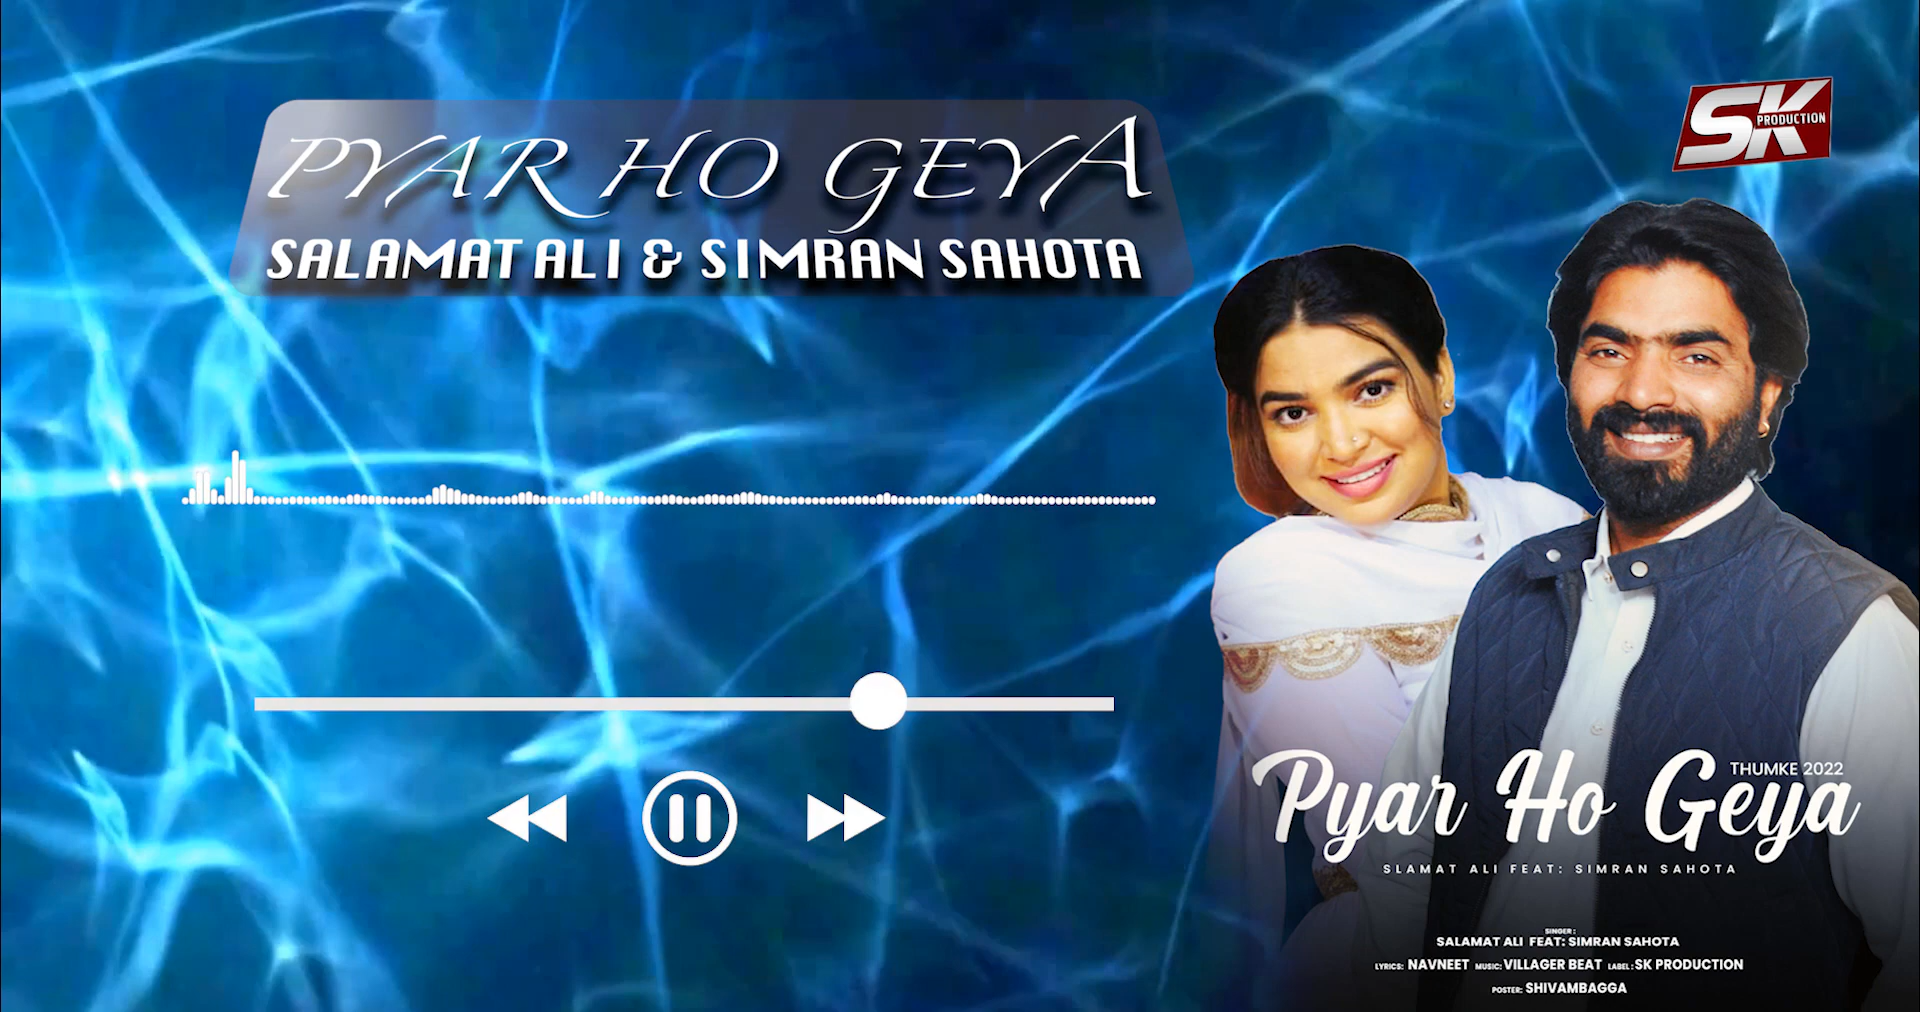 PYAR HO GEYA
SALAMAT ALI & SIMRAN SAHOTA
SK
PRODUCTION
THUMKE 2022
Pyar Ho Geya
SLAMAT ALI FEAT: SIMRAN SAHOTA
SINGER :
SALAMAT ALI FEAT: SIMRAN SAHOTA
LYRICS: NAVNEET MUSIC: VILLAGER BEAT LABEL : SK PRODUCTION
POSTER: SHIVAMBAGGA